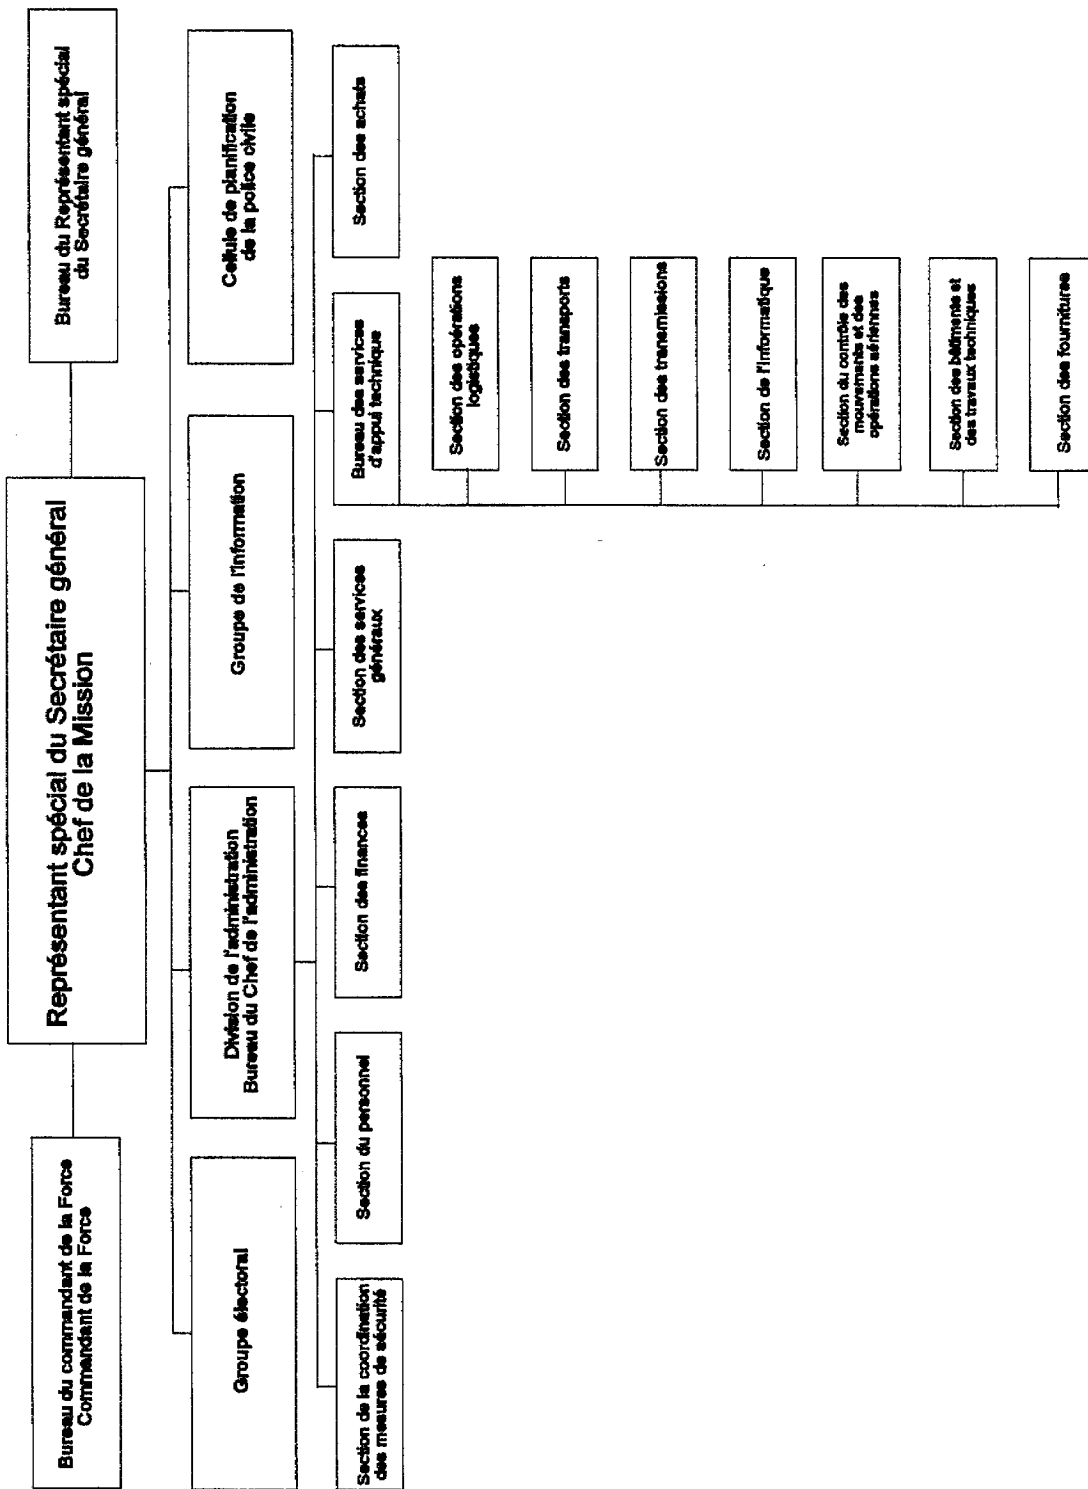 Représentant spécial du Secrétaire général
Chef de la Mission
Bureau du commandant de la Force
Commandant de la Force
Bureau du Représentant spécial
du Secrétaire général
Groupe électoral
Division de l'administration
Bureau du Chef de l'administration
Groupe de l'information
Cellule de planification
de la police civile
Section de la coordination
des mesures de sécurité
Section du personnel
Section des finances
Section des services
généraux
Bureau des services
d'appui technique
Section des achats
Section des opérations
logistiques
Section des transports
Section des transmissions
Section de l'informatique
Section du contrôle des
mouvements et des
opérations aériennes
Section des bâtiments et
des travaux techniques
Section des fournitures